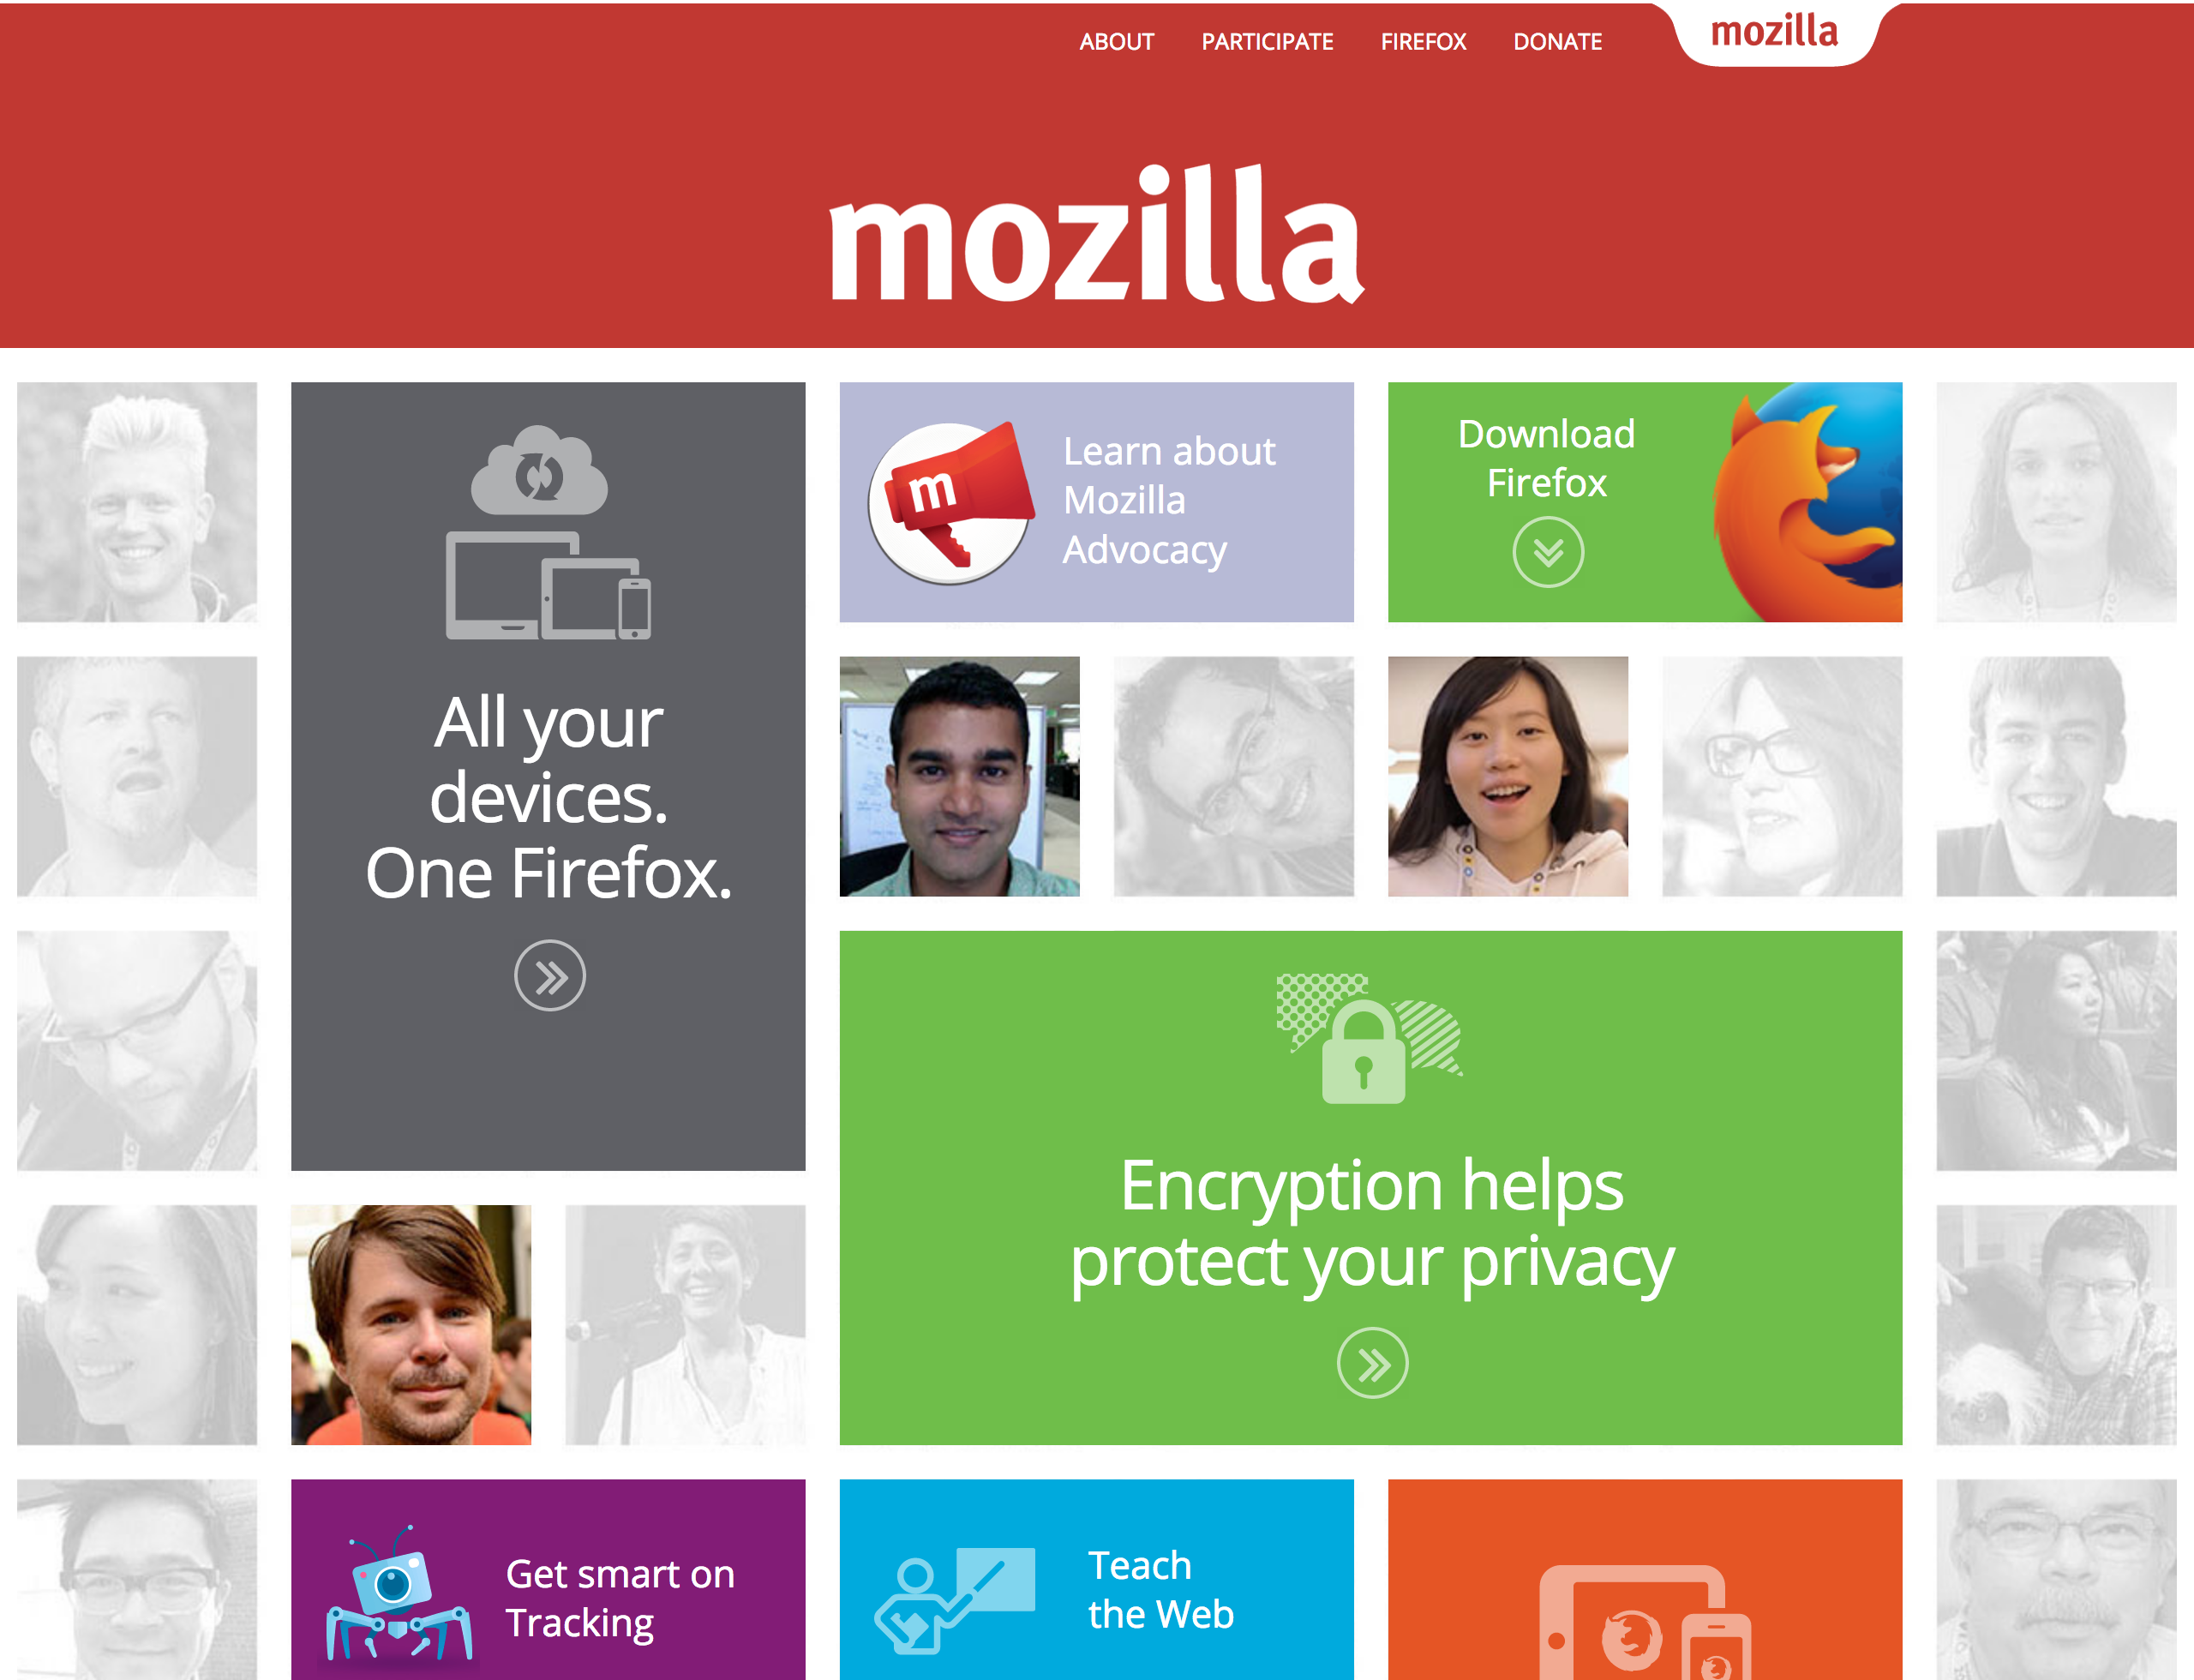 ABOUT PARTICIPATE FIREFOX DONATE mozilla
mozilla
Learn about
Mozilla
Advocacy
m
Download
Firefox
All your
devices.
One Firefox.
Encryption helps
protect your privacy
Get smart on
Tracking
Teach
the Web